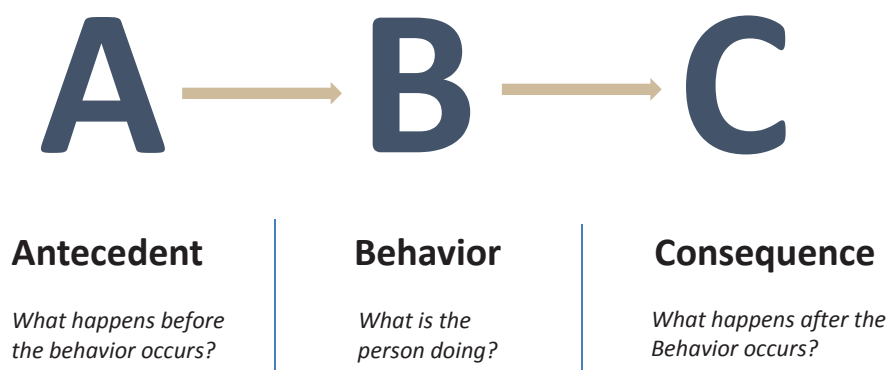 A B C
Antecedent
Behavior
Consequence
What happens before
the behavior occurs?
What is the
person doing?
What happens after the
Behavior occurs?